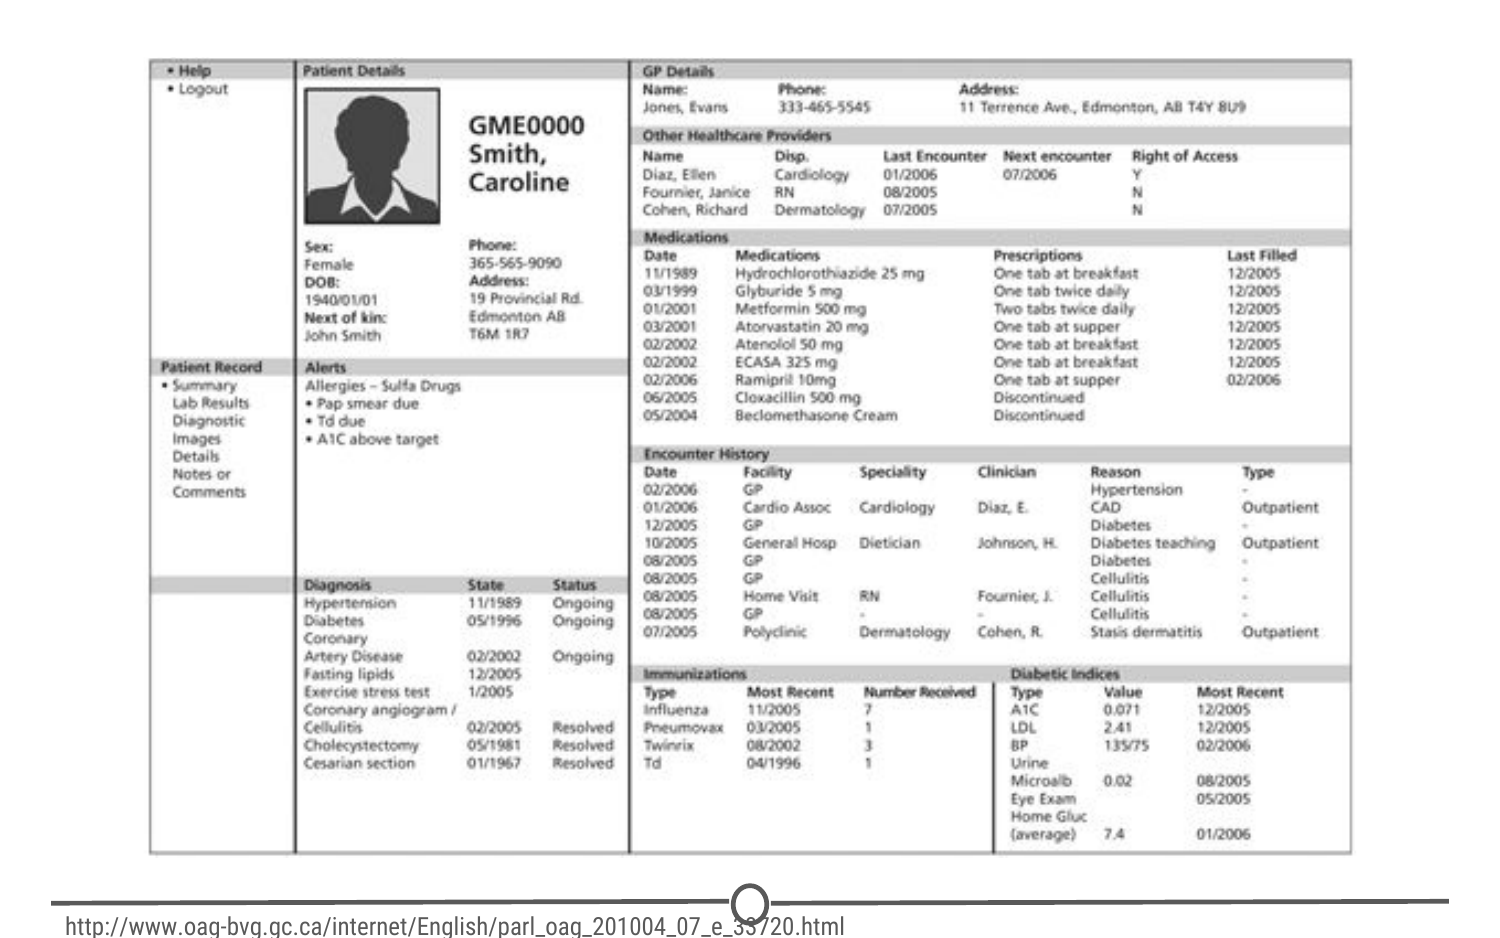 • Help
• Logout
Patient Details
GME0000
Smith,
Caroline
Sex:
Female
DOB:
1940/01/01
Next of kin:
John Smith
Phone:
365-565-9090
Address:
19 Provincial Rd.
Edmonton AB
T6M 1R7
Patient Record
• Summary
Lab Results
Diagnostic
Images
Details
Notes or
Comments
Alerts
Allergies – Sulfa Drugs
• Pap smear due
• Td due
• A1C above target
Diagnosis State Status
Hypertension 11/1989 Ongoing
Diabetes 05/1996 Ongoing
Coronary
Artery Disease 02/2002 Ongoing
Fasting lipids 12/2005
Exercise stress test 1/2005
Coronary angiogram /
Cellulitis 02/2005 Resolved
Cholecystectomy 05/1981 Resolved
Cesarian section 01/1967 Resolved
GP Details
Name: Phone: Address:
Jones, Evans 333-465-5545 11 Terrence Ave., Edmonton, AB T4Y 8U9
Other Healthcare Providers
Name Disp. Last Encounter Next encounter Right of Access
Diaz, Ellen Cardiology 01/2006 07/2006 Y
Fournier, Janice RN 08/2005 N
Cohen, Richard Dermatology 07/2005 N
Medications
Date Medications Prescriptions Last Filled
11/1989 Hydrochlorothiazide 25 mg One tab at breakfast 12/2005
03/1999 Glyburide 5 mg One tab twice daily 12/2005
01/2001 Metformin 500 mg Two tabs twice daily 12/2005
03/2001 Atorvastatin 20 mg One tab at supper 12/2005
02/2002 Atenolol 50 mg One tab at breakfast 12/2005
02/2002 ECASA 325 mg One tab at breakfast 12/2005
02/2006 Ramipril 10mg One tab at supper 02/2006
06/2005 Cloxacillin 500 mg Discontinued
05/2004 Beclomethasone Cream Discontinued
Encounter History
Date Facility Speciality Clinician Reason Type
02/2006 GP Hypertension -
01/2006 Cardio Assoc Cardiology Diaz, E. CAD Outpatient
12/2005 GP Diabetes -
10/2005 General Hosp Dietician Johnson, H. Diabetes teaching Outpatient
08/2005 GP Diabetes -
08/2005 GP Cellulitis -
08/2005 Home Visit RN Fournier, J. Cellulitis -
08/2005 GP - - Cellulitis -
07/2005 Polyclinic Dermatology Cohen, R. Stasis dermatitis Outpatient
Immunizations
Type Most Recent Number Received
Influenza 11/2005 7
Pneumovax 03/2005 1
Twinrix 08/2002 3
Td 04/1996 1
Diabetic Indices
Type Value Most Recent
A1C 0.071 12/2005
LDL 2.41 12/2005
BP 135/75 02/2006
Urine
Microalb 0.02 08/2005
Eye Exam 05/2005
Home Gluc
(average) 7.4 01/2006
http://www.oag-bvg.gc.ca/internet/English/parl_oag_201004_07_e_33720.html